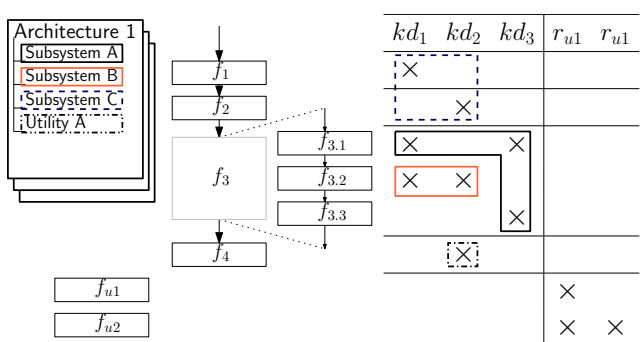 Architecture 1
Subsystem A
Subsystem B
Subsystem C
Utility A
f1
f2
f3
f3.1
f3.2
f3.3
f4
fu1
fu2
kd1 kd2 kd3 ru1 ru1
×
×
× ×
× ×
×
×
×
× ×